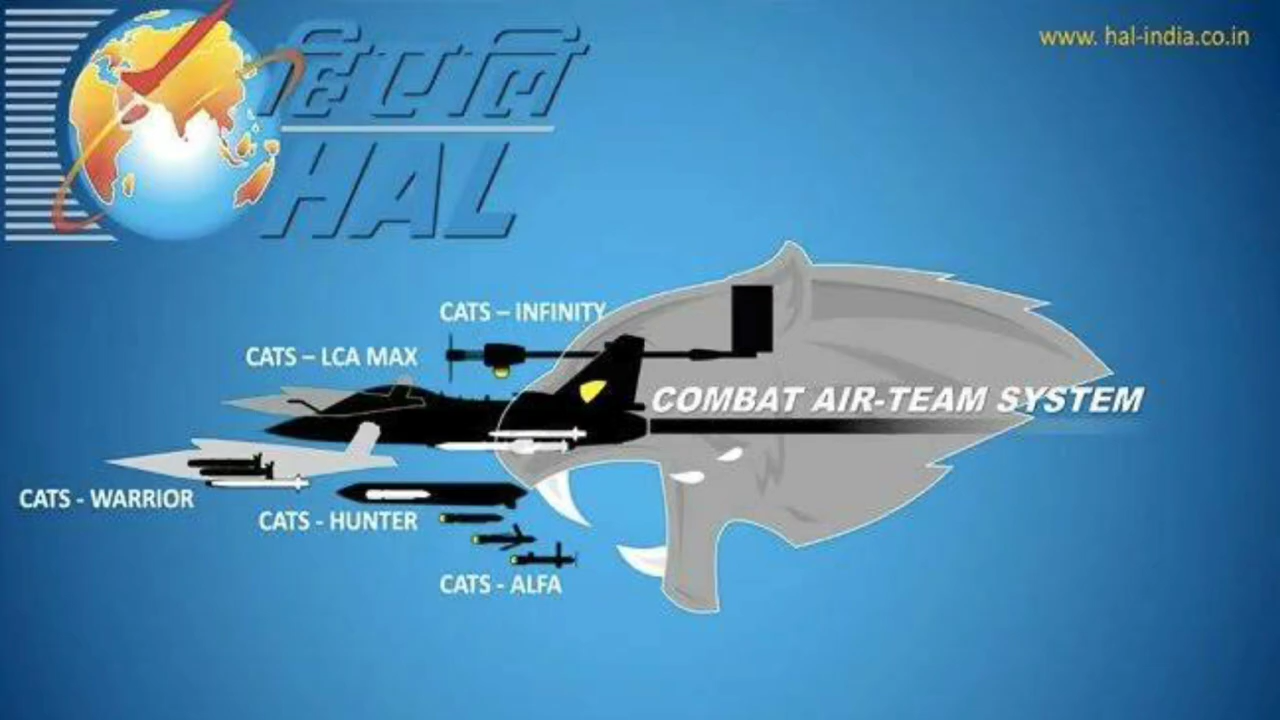 www. hal-india.co.in
हिएलि
HAL
CATS – INFINITY
CATS – LCA MAX
COMBAT AIR-TEAM SYSTEM
CATS - WARRIOR
CATS - HUNTER
CATS - ALFA